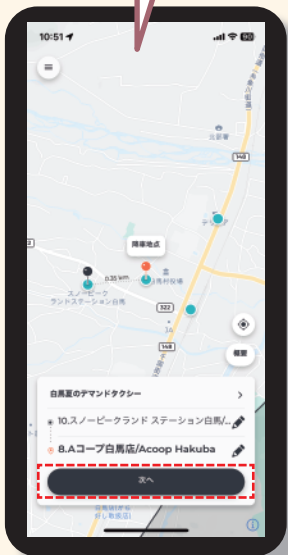 10:51
80
148
降車地点
0.35 km
スノーピーク
ランドステーション白馬
白馬村役場
322
JA
148
概要
白馬夏のデマンドタクシー
10.スノーピークランド ステーション白馬/...
8.Aコープ白馬店/Acoop Hakuba
次へ